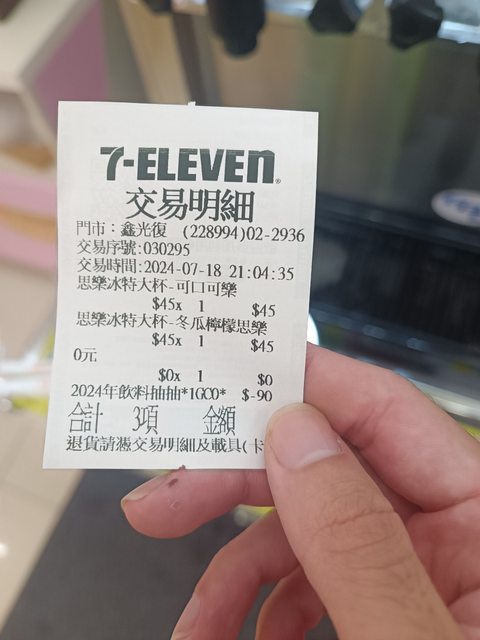 7-ELEVEN
交易明細
門市：鑫光復 (228994)02-2936
交易序號:030295
交易時間:2024-07-18 21:04:35
思樂冰特大杯-可口可樂
$45x 1 $45
思樂冰特大杯-冬瓜檸檬思樂
$45x 1 $45
0元
$0x 1 $0
2024年飲料抽抽*1GC0* $-90
合計 3項 金額
退貨請憑交易明細及載具(卡